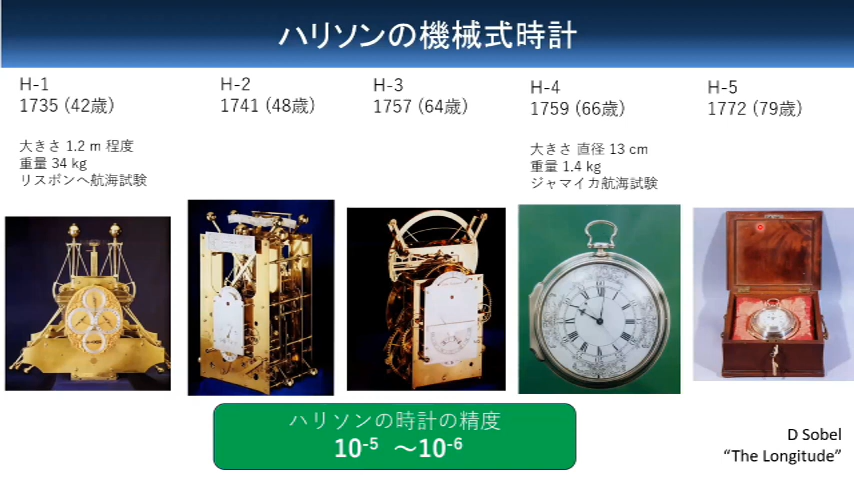 ハリソンの機械式時計
H-1
1735 (42歳)
大きさ 1.2 m 程度
重量 34 kg
リスボンへ航海試験
H-2
1741 (48歳)
H-3
1757 (64歳)
H-4
1759 (66歳)
大きさ 直径 13 cm
重量 1.4 kg
ジャマイカ航海試験
H-5
1772 (79歳)
ハリソンの時計の精度
10⁻⁵ ～10⁻⁶
D Sobel
“The Longitude”